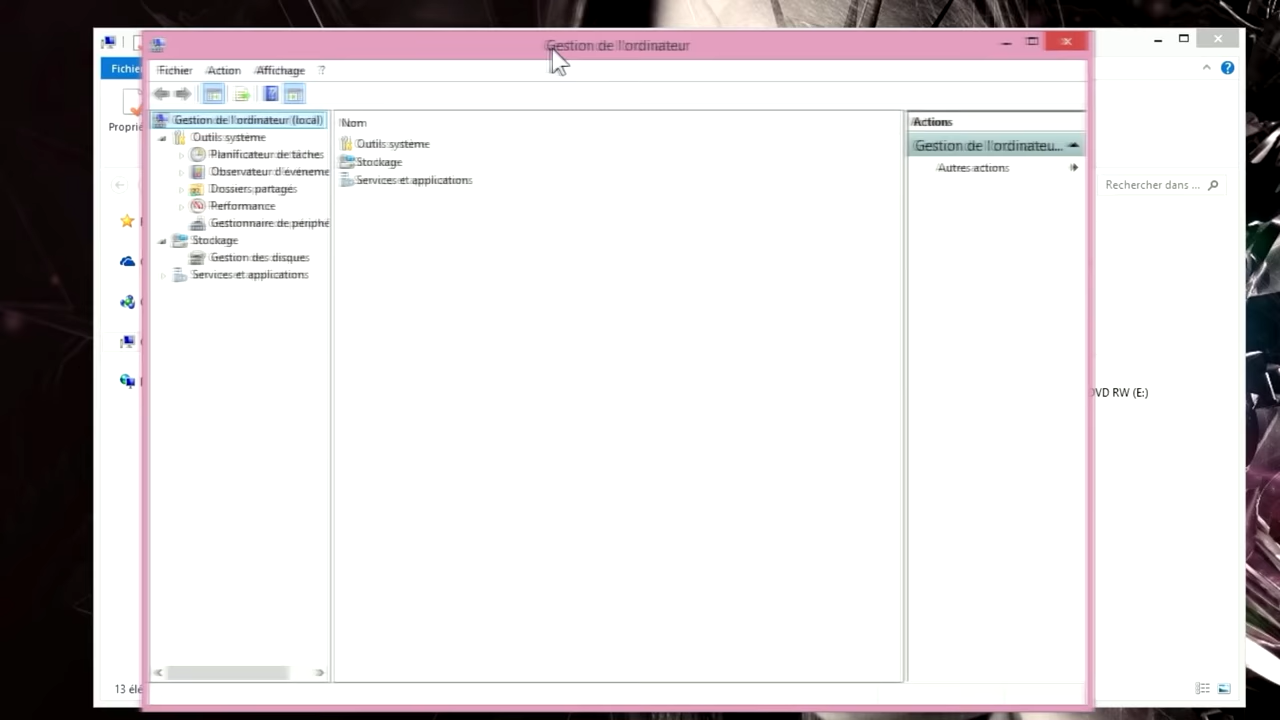 Gestion de l'ordinateur
Fichie
Fichier Action Affichage ?
Proprié
Gestion de l'ordinateur (local)
Outils système
Planificateur de tâches
Observateur d'événeme
Dossiers partagés
Performance
Gestionnaire de périphé
Stockage
Gestion des disques
Services et applications
Nom
Outils système
Stockage
Services et applications
Actions
Gestion de l'ordinateu...
Autres actions
Rechercher dans ...
DVD RW (E:)
13 élé